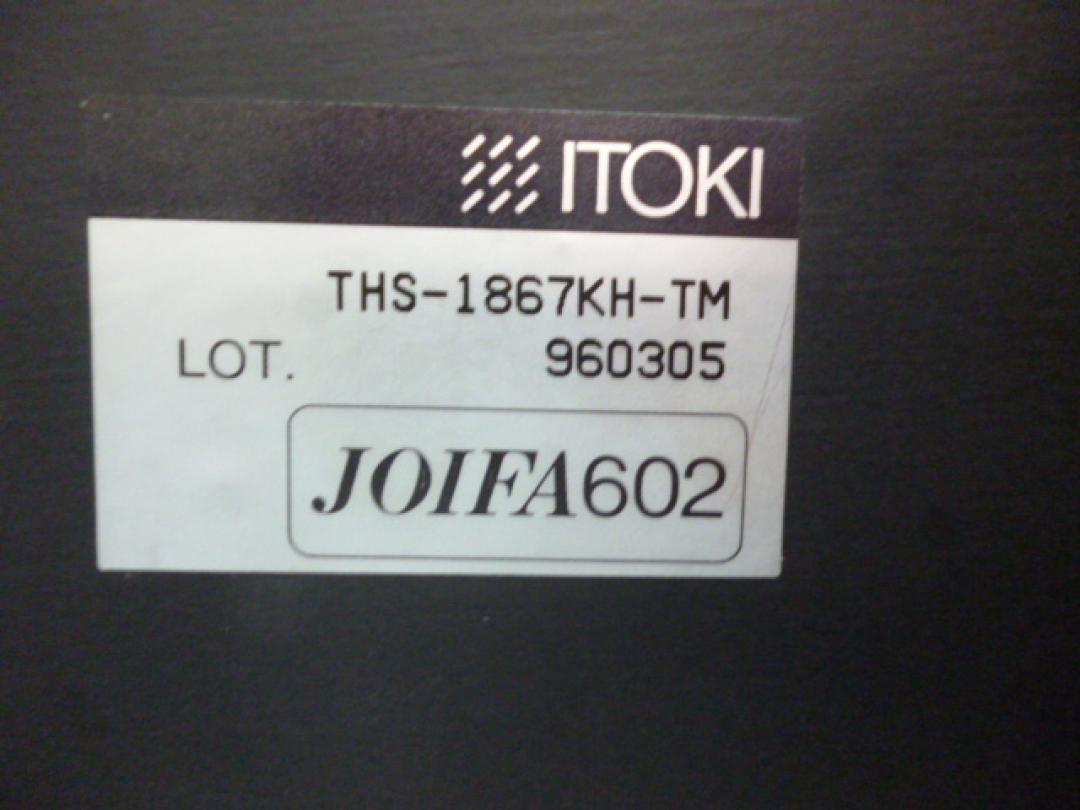 ITOKI
THS-1867KH-TM
LOT. 960305
JOIFA602